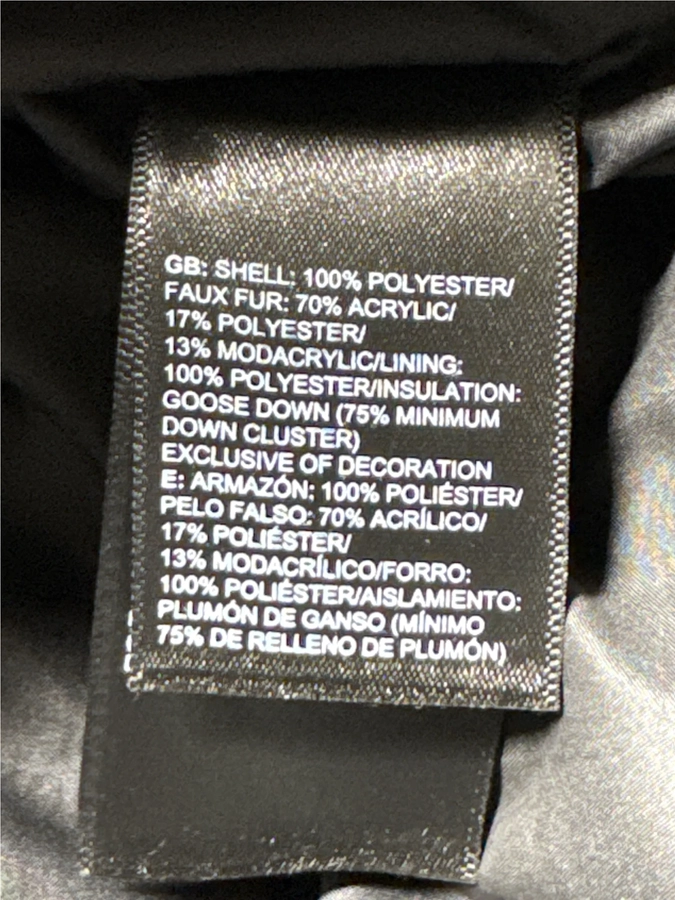 GB: SHELL: 100% POLYESTER/
FAUX FUR: 70% ACRYLIC/
17% POLYESTER/
13% MODACRYLIC/LINING:
100% POLYESTER/INSULATION:
GOOSE DOWN (75% MINIMUM
DOWN CLUSTER)
EXCLUSIVE OF DECORATION
E: ARMAZÓN: 100% POLIÉSTER/
PELO FALSO: 70% ACRÍLICO/
17% POLIÉSTER/
13% MODACRÍLICO/FORRO:
100% POLIÉSTER/AISLAMIENTO:
PLUMÓN DE GANSO (MÍNIMO
75% DE RELLENO DE PLUMÓN)